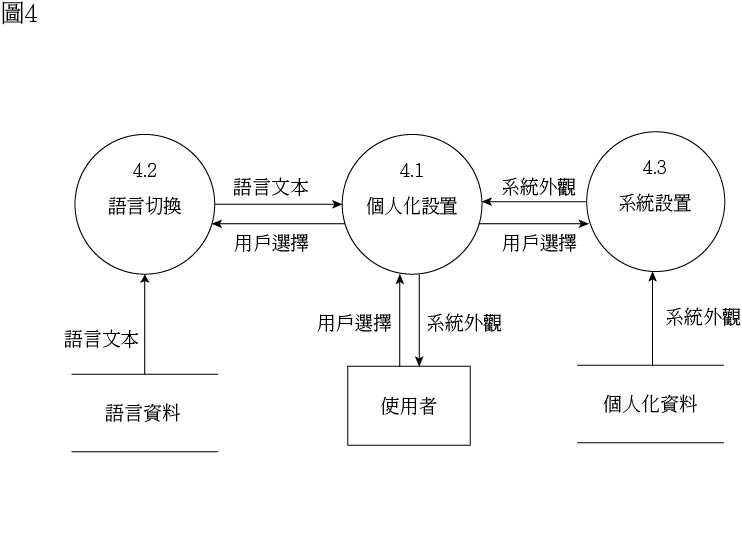 圖4
4.2
語言切換
語言文本
4.1
個人化設置
系統外觀
4.3
系統設置
用戶選擇
用戶選擇
語言文本
用戶選擇
系統外觀
系統外觀
語言資料
使用者
個人化資料